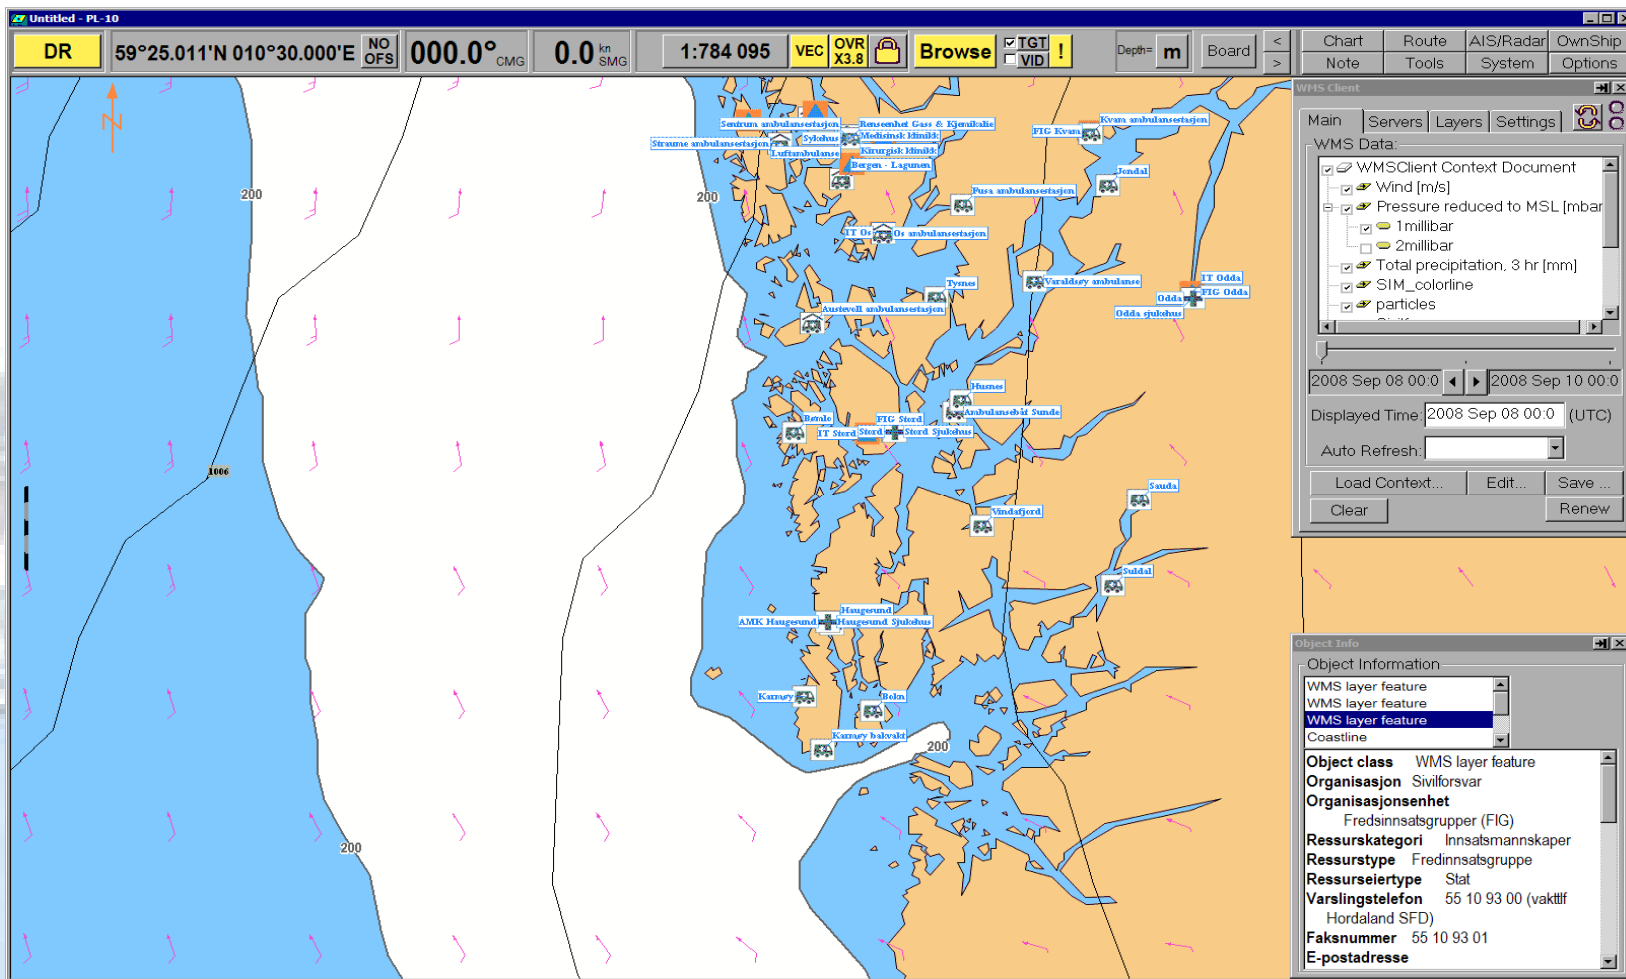 Untitled - PL-10
DR
59°25.011'N 010°30.000'E
NO
OFS
000.0° CMG
0.0 kn
SMG
1:784 095
VEC
OVR
X3.8
Browse
TGT
VID
!
Depth=
m
Board
<
>
Chart Route AIS/Radar OwnShip
Note Tools System Options
WMS Client
Main Servers Layers Settings
WMS Data:
WMSClient Context Document
Wind [m/s]
Pressure reduced to MSL [mbar
1millibar
2millibar
Total precipitation, 3 hr [mm]
SIM_colorline
particles
2008 Sep 08 00:0 2008 Sep 10 00:0
Displayed Time: 2008 Sep 08 00:0 (UTC)
Auto Refresh:
Load Context... Edit... Save ...
Clear Renew
Object Info
Object Information
WMS layer feature
WMS layer feature
WMS layer feature
Coastline
Object class WMS layer feature
Organisasjon Sivilforsvar
Organisasjonsenhet
Fredsinnsatsgrupper (FIG)
Ressurskategori Innsatsmannskaper
Ressurstype Fredinnsatsgruppe
Ressurseiertype Stat
Varslingstelefon 55 10 93 00 (vakttlf
Hordaland SFD)
Faksnummer 55 10 93 01
E-postadresse
N
Sentrum ambulansestasjon
Renseenhet Gass & Kjemikalie
Sykehus
Medisinsk klinikk
Straume ambulansestasjon
Luftambulanse
Kirurgisk klinikk
Bergen - Lagunen
FIG Kvam
Kvam ambulansestasjon
Jondal
Fusa ambulansestasjon
200
200
IT Os
Os ambulansestasjon
Tysnes
Varaldsøy ambulanse
IT Odda
FIG Odda
Odda
Odda sjukehus
Austevoll ambulansestasjon
Husnes
Ambulansebåt Sunde
Bømlo
FIG Stord
IT Stord
Stord
Stord Sjukehus
1006
Sauda
Vindafjord
Suldal
Haugesund
AMK Haugesund
Haugesund Sjukehus
Karmøy
Bokn
Karmøy bakvakt
200
200